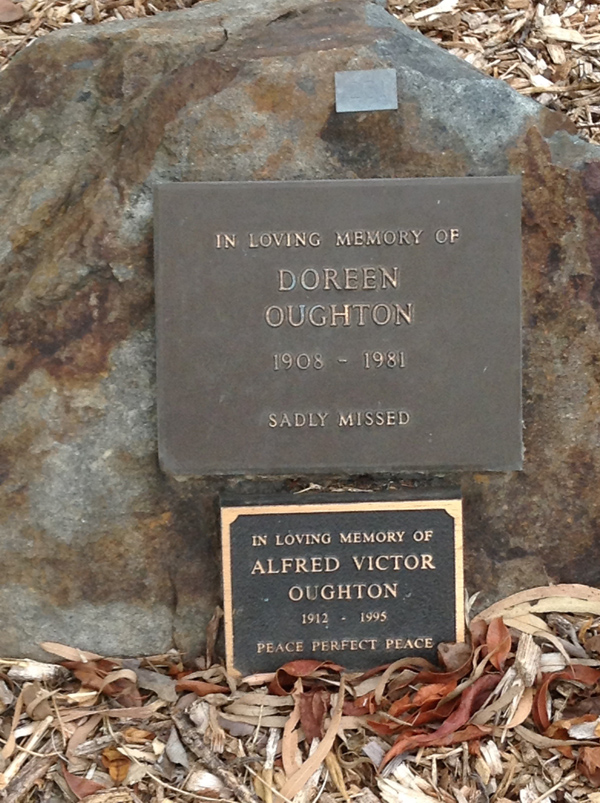 IN LOVING MEMORY OF
DOREEN
OUGHTON
1908 - 1981
SADLY MISSED
IN LOVING MEMORY OF
ALFRED VICTOR
OUGHTON
1912 - 1995
PEACE PERFECT PEACE